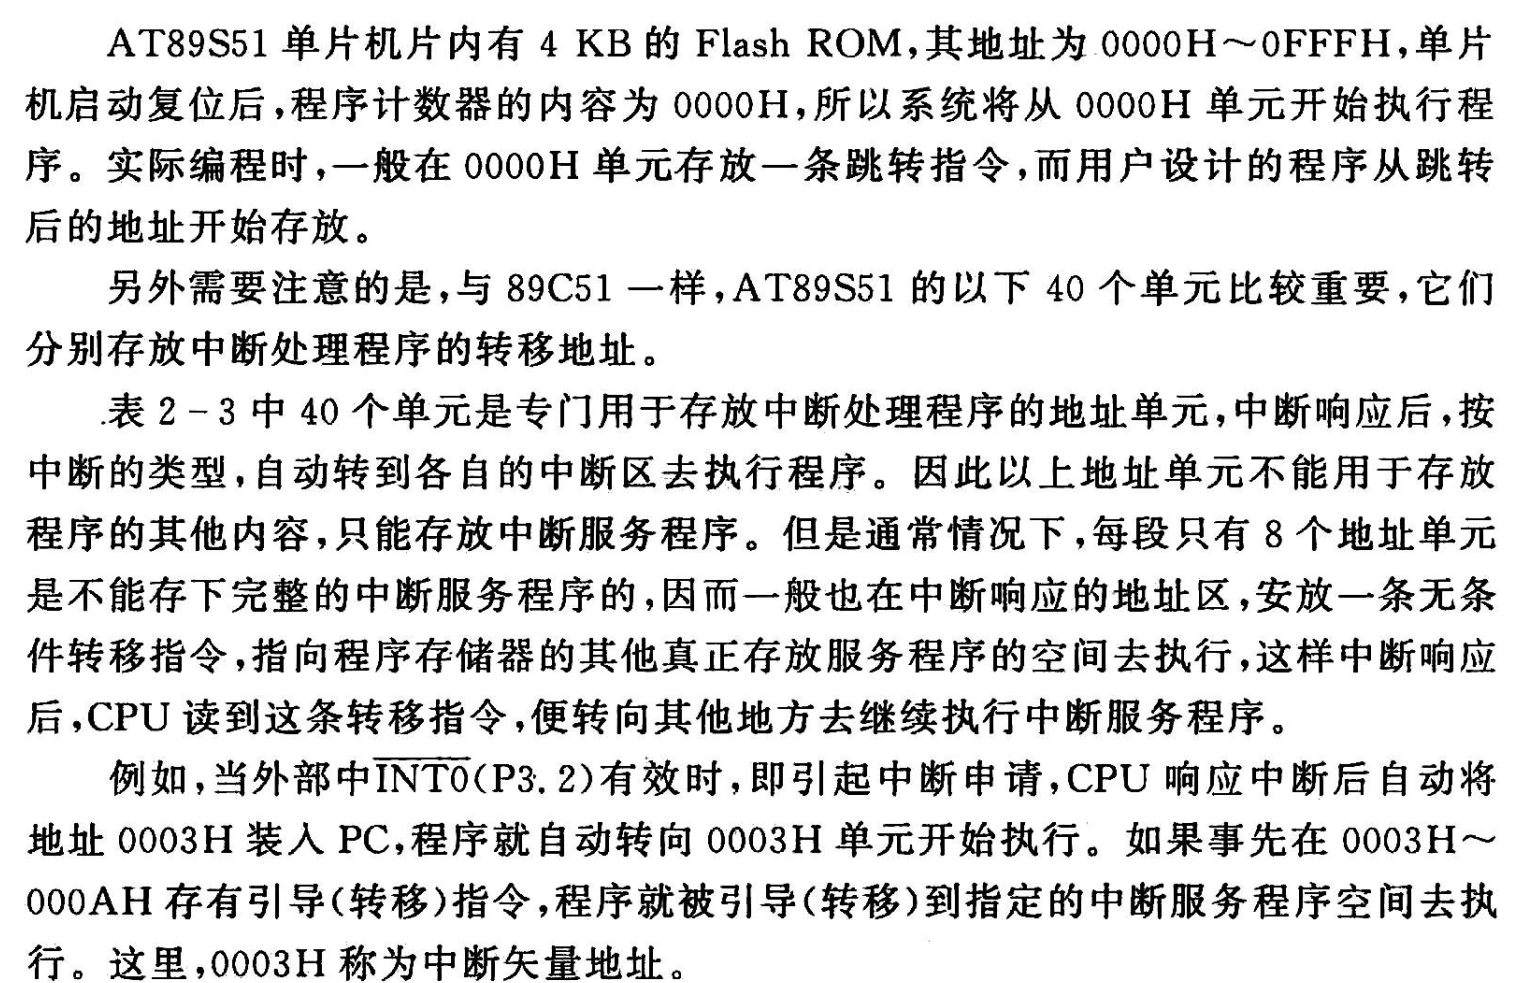 AT89S51 单片机片内有 4 KB 的 Flash ROM,其地址为 0000H～0FFFH,单片
机启动复位后,程序计数器的内容为 0000H,所以系统将从 0000H 单元开始执行程
序。实际编程时,一般在 0000H 单元存放一条跳转指令,而用户设计的程序从跳转
后的地址开始存放。
另外需要注意的是,与 89C51 一样,AT89S51 的以下 40 个单元比较重要,它们
分别存放中断处理程序的转移地址。
表 2-3 中 40 个单元是专门用于存放中断处理程序的地址单元,中断响应后,按
中断的类型,自动转到各自的中断区去执行程序。因此以上地址单元不能用于存放
程序的其他内容,只能存放中断服务程序。但是通常情况下,每段只有 8 个地址单元
是不能存下完整的中断服务程序的,因而一般也在中断响应的地址区,安放一条无条
件转移指令,指向程序存储器的其他真正存放服务程序的空间去执行,这样中断响应
后,CPU 读到这条转移指令,便转向其他地方去继续执行中断服务程序。
例如,当外部中I̅N̅T̅0̅(P3.2)有效时,即引起中断申请,CPU 响应中断后自动将
地址 0003H 装入 PC,程序就自动转向 0003H 单元开始执行。如果事先在 0003H～
000AH 存有引导(转移)指令,程序就被引导(转移)到指定的中断服务程序空间去执
行。这里,0003H 称为中断矢量地址。